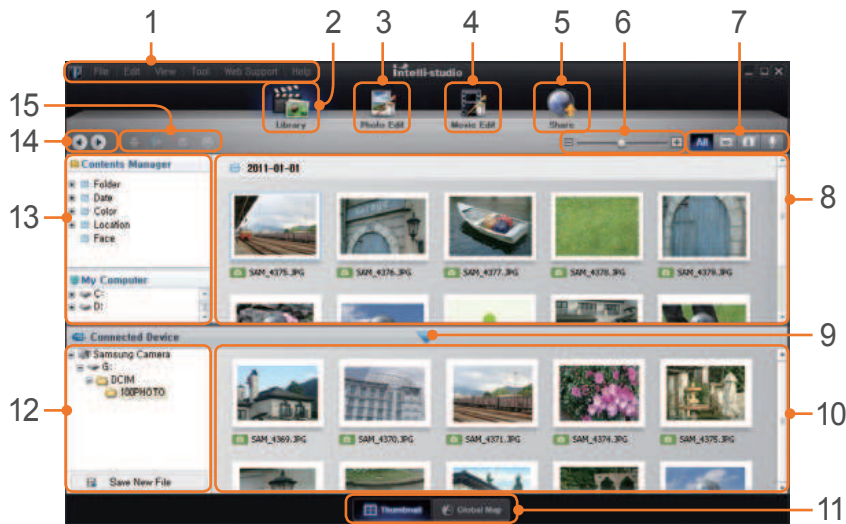 1 2 3 4 5 6 7
File Edit View Tool Web Support Help
intelli-studio
Library Photo Edit Movie Edit Share
15
14
All
Contents Manager
2011-01-01
Folder
Date
Color
Location
Face
13
8
SAM_4375.JPG SAM_4376.JPG SAM_4377.JPG SAM_4378.JPG SAM_4379.JPG
My Computer
C:
D:
Connected Device
9
Samsung Camera
G:
DCIM
100PHOTO
12
10
SAM_4369.JPG SAM_4370.JPG SAM_4371.JPG SAM_4374.JPG SAM_4375.JPG
Save New File
Thumbnail Global Map
11